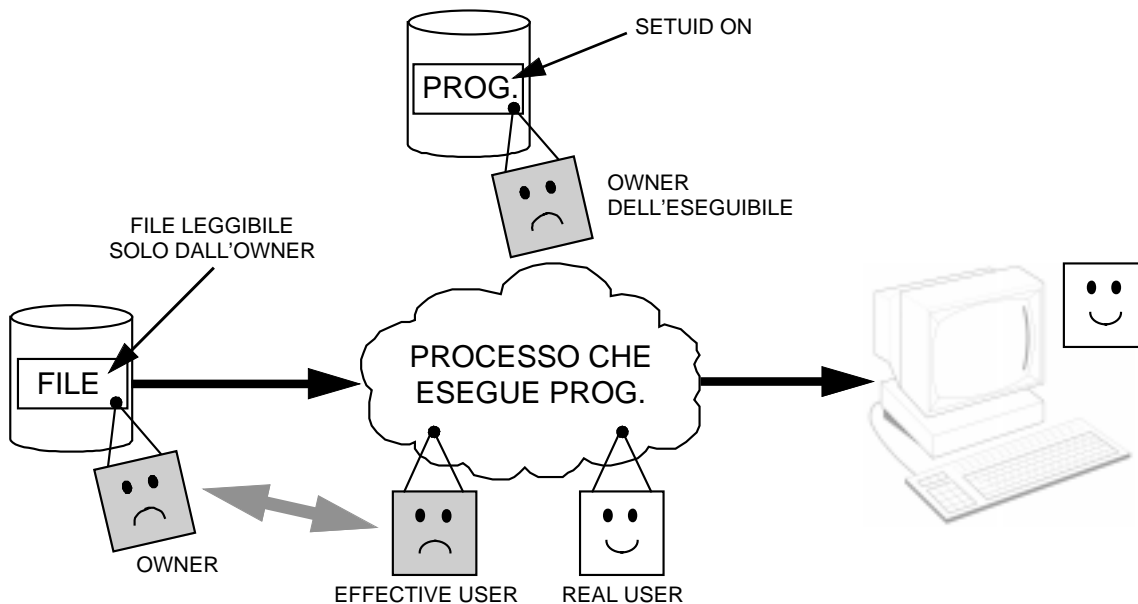 SETUID ON
PROG.
OWNER
DELL'ESEGUIBILE
FILE LEGGIBILE
SOLO DALL'OWNER
FILE
PROCESSO CHE
ESEGUE PROG.
OWNER
EFFECTIVE USER
REAL USER